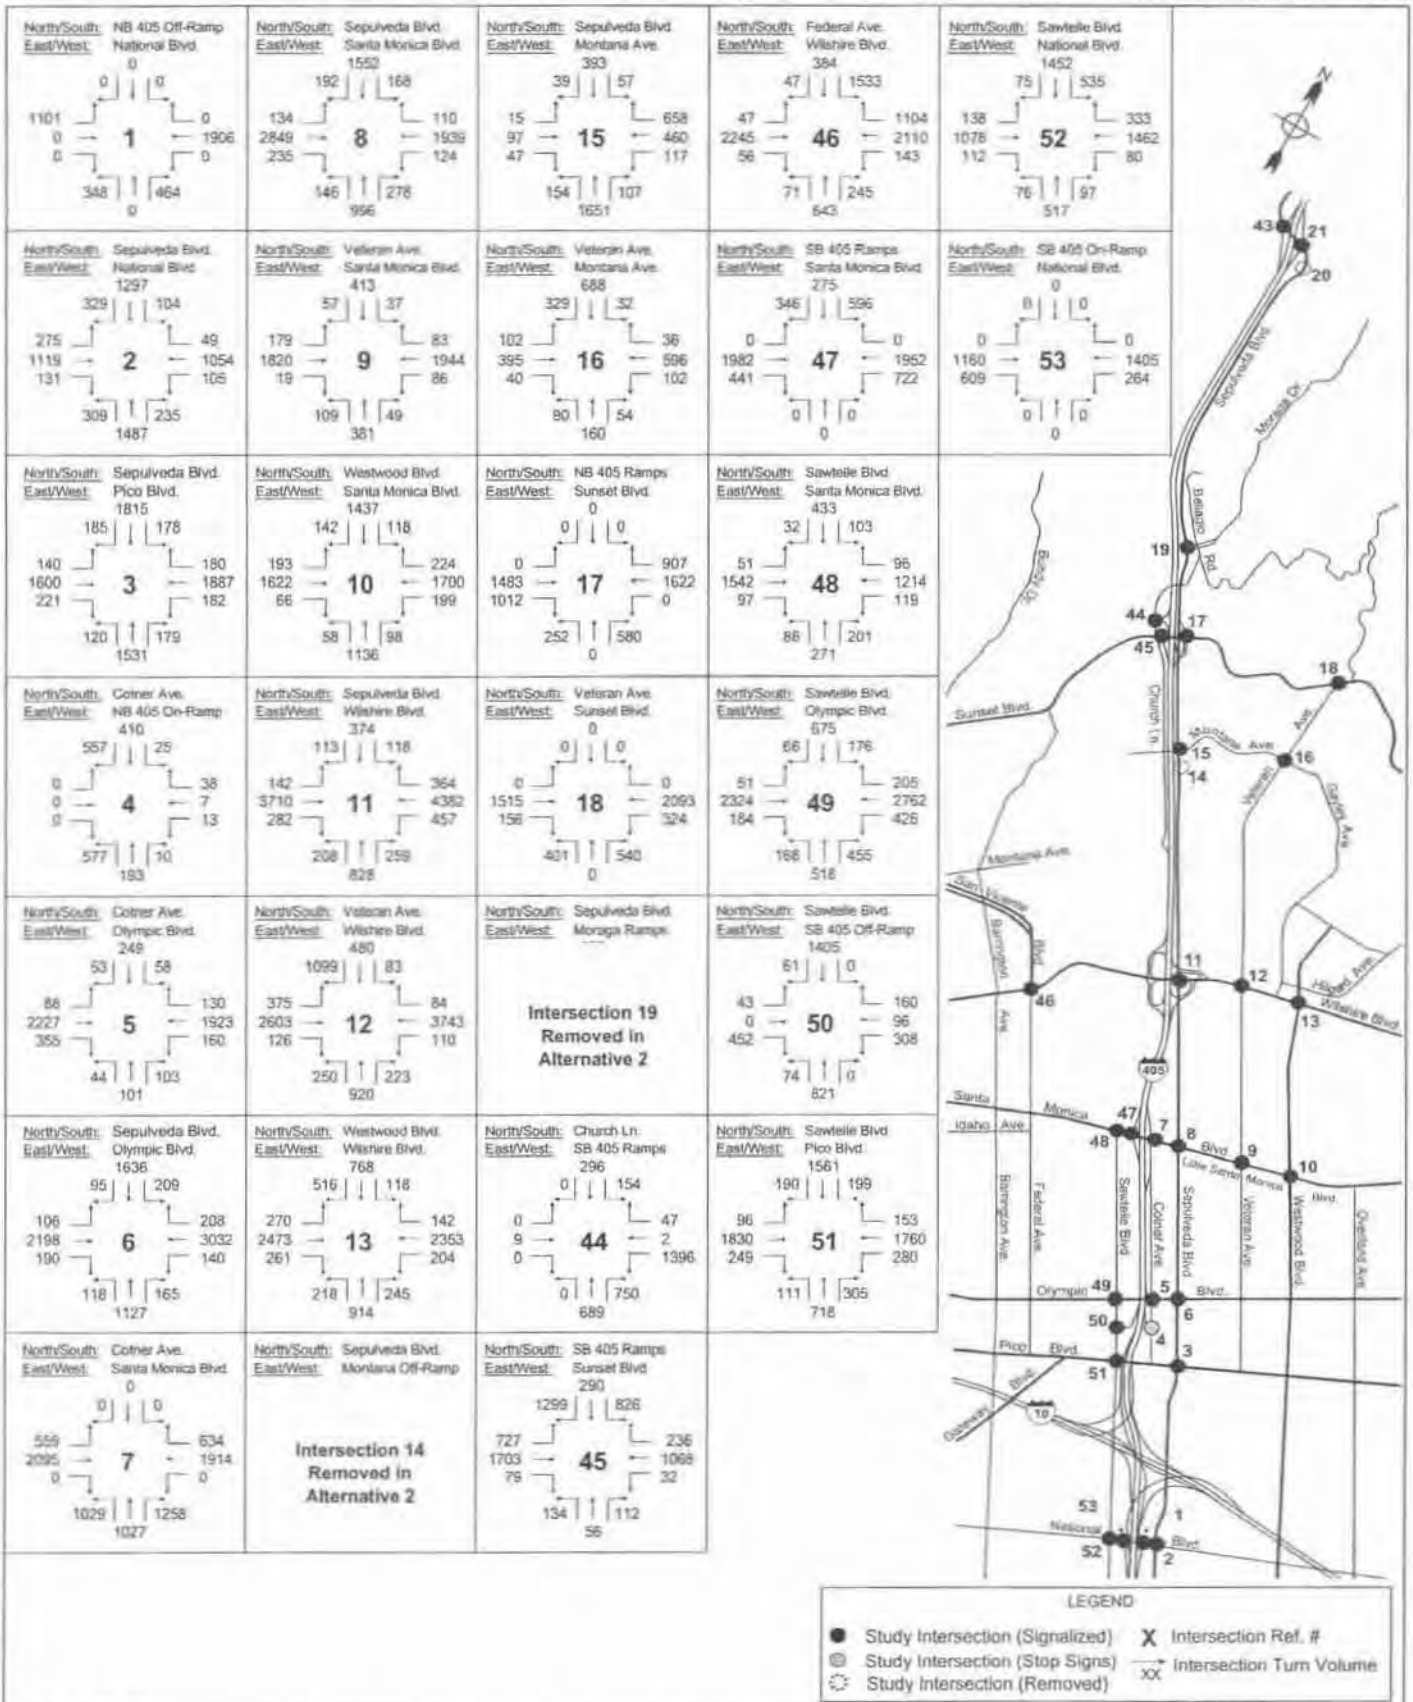 North/South: NB 405 Off-Ramp
East/West: National Blvd.
0
0 0
1101 0
0 1 1906
0 0
348 464
0
North/South: Sepulveda Blvd.
East/West: Santa Monica Blvd.
1552
192 168
134 110
2849 8 1939
235 124
146 278
996
North/South: Sepulveda Blvd.
East/West: Montana Ave.
393
39 57
15 658
97 15 460
47 117
154 107
1651
North/South: Federal Ave.
East/West: Wilshire Blvd.
384
47 1533
47 1104
2245 46 2110
56 143
71 245
643
North/South: Sawtelle Blvd.
East/West: National Blvd.
1452
75 535
138 333
1078 52 1462
112 80
76 97
517
North/South: Sepulveda Blvd.
East/West: National Blvd.
1297
329 104
275 49
1119 2 1054
131 105
309 235
1487
North/South: Veteran Ave.
East/West: Santa Monica Blvd.
413
57 37
179 83
1820 9 1944
19 86
109 49
381
North/South: Veteran Ave.
East/West: Montana Ave.
688
329 32
102 36
395 16 596
40 102
80 54
160
North/South: SB 405 Ramps
East/West: Santa Monica Blvd
275
346 596
0 0
1982 47 1952
441 722
0 0
0
North/South: SB 405 On-Ramp
East/West: National Blvd.
0
0 0
0 0
1160 53 1405
609 264
0 0
0
North/South: Sepulveda Blvd.
East/West: Pico Blvd.
1815
185 178
140 180
1600 3 1887
221 182
120 179
1531
North/South: Westwood Blvd.
East/West: Santa Monica Blvd.
1437
142 118
193 224
1622 10 1700
66 199
58 98
1136
North/South: NB 405 Ramps
East/West: Sunset Blvd.
0
0 0
0 907
1483 17 1622
1012 0
252 580
0
North/South: Sawtelle Blvd.
East/West: Santa Monica Blvd.
433
32 103
51 96
1542 48 1214
97 119
86 201
271
North/South: Cotner Ave.
East/West: NB 405 On-Ramp
410
557 25
0 38
0 4 7
0 13
577 10
193
North/South: Sepulveda Blvd.
East/West: Wilshire Blvd.
374
113 118
142 364
3710 11 4382
282 457
208 259
828
North/South: Veteran Ave.
East/West: Sunset Blvd.
0
0 0
0 0
1515 18 2093
156 324
401 540
0
North/South: Sawtelle Blvd.
East/West: Olympic Blvd.
675
66 176
51 205
2324 49 2762
184 426
168 455
518
North/South: Cotner Ave.
East/West: Olympic Blvd.
249
53 58
88 130
2227 5 1923
355 160
44 103
101
North/South: Veteran Ave.
East/West: Wilshire Blvd.
480
1099 83
375 84
2603 12 3743
126 110
250 223
920
North/South: Sepulveda Blvd.
East/West: Moraga Ramps
Intersection 19
Removed in
Alternative 2
North/South: Sawtelle Blvd.
East/West: SB 405 Off-Ramp
1405
61 0
43 160
0 50 96
452 308
74 0
821
North/South: Sepulveda Blvd.
East/West: Olympic Blvd.
1636
95 209
106 208
2198 6 3032
190 140
118 165
1127
North/South: Westwood Blvd.
East/West: Wilshire Blvd.
768
516 118
270 142
2473 13 2353
261 204
218 245
914
North/South: Church Ln.
East/West: SB 405 Ramps
296
0 154
0 47
9 44 2
0 1396
0 750
689
North/South: Sawtelle Blvd
East/West: Pico Blvd.
1561
190 199
96 153
1830 51 1760
249 280
111 305
718
North/South: Cotner Ave.
East/West: Santa Monica Blvd.
0
0 0
559 634
2095 7 1914
0 0
1029 1258
1027
North/South: Sepulveda Blvd.
East/West: Montana Off-Ramp
Intersection 14
Removed in
Alternative 2
North/South: SB 405 Ramps
East/West: Sunset Blvd
290
1299 826
727 236
1703 45 1068
79 32
134 112
56
N
43
21
20
Sepulveda Blvd.
Moraga Dr.
Bellagio Rd
19
Bundy Dr.
44
17
45
18
Sunset Blvd.
Church Ln.
Montana Ave.
15
14
16
Veteran Ave.
Gayley Ave.
Montana Ave.
San Vicente Blvd.
Barrington Ave.
11
12
13
46
Hilgard Ave.
Wilshire Blvd.
405
Santa Monica Blvd.
Idaho Ave.
47
48
7
8
9
10
Little Santa Monica Blvd.
Barrington Ave.
Federal Ave.
Sawtelle Blvd
Cotner Ave.
Sepulveda Blvd.
Veteran Ave.
Westwood Blvd.
Overland Ave.
Olympic Blvd.
49
5
50
6
4
3
Pico Blvd.
51
Gateway Blvd.
10
53
1
National Blvd.
52
2
LEGEND
Study Intersection (Signalized)
X Intersection Ref. #
Study Intersection (Stop Signs)
XX Intersection Turn Volume
Study Intersection (Removed)